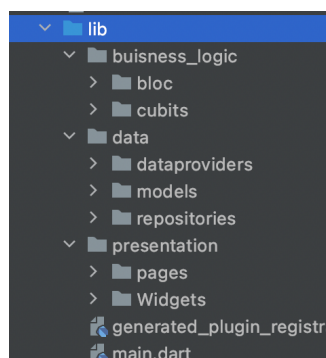 lib
buisness_logic
bloc
cubits
data
dataproviders
models
repositories
presentation
pages
Widgets
generated_plugin_registr
main.dart